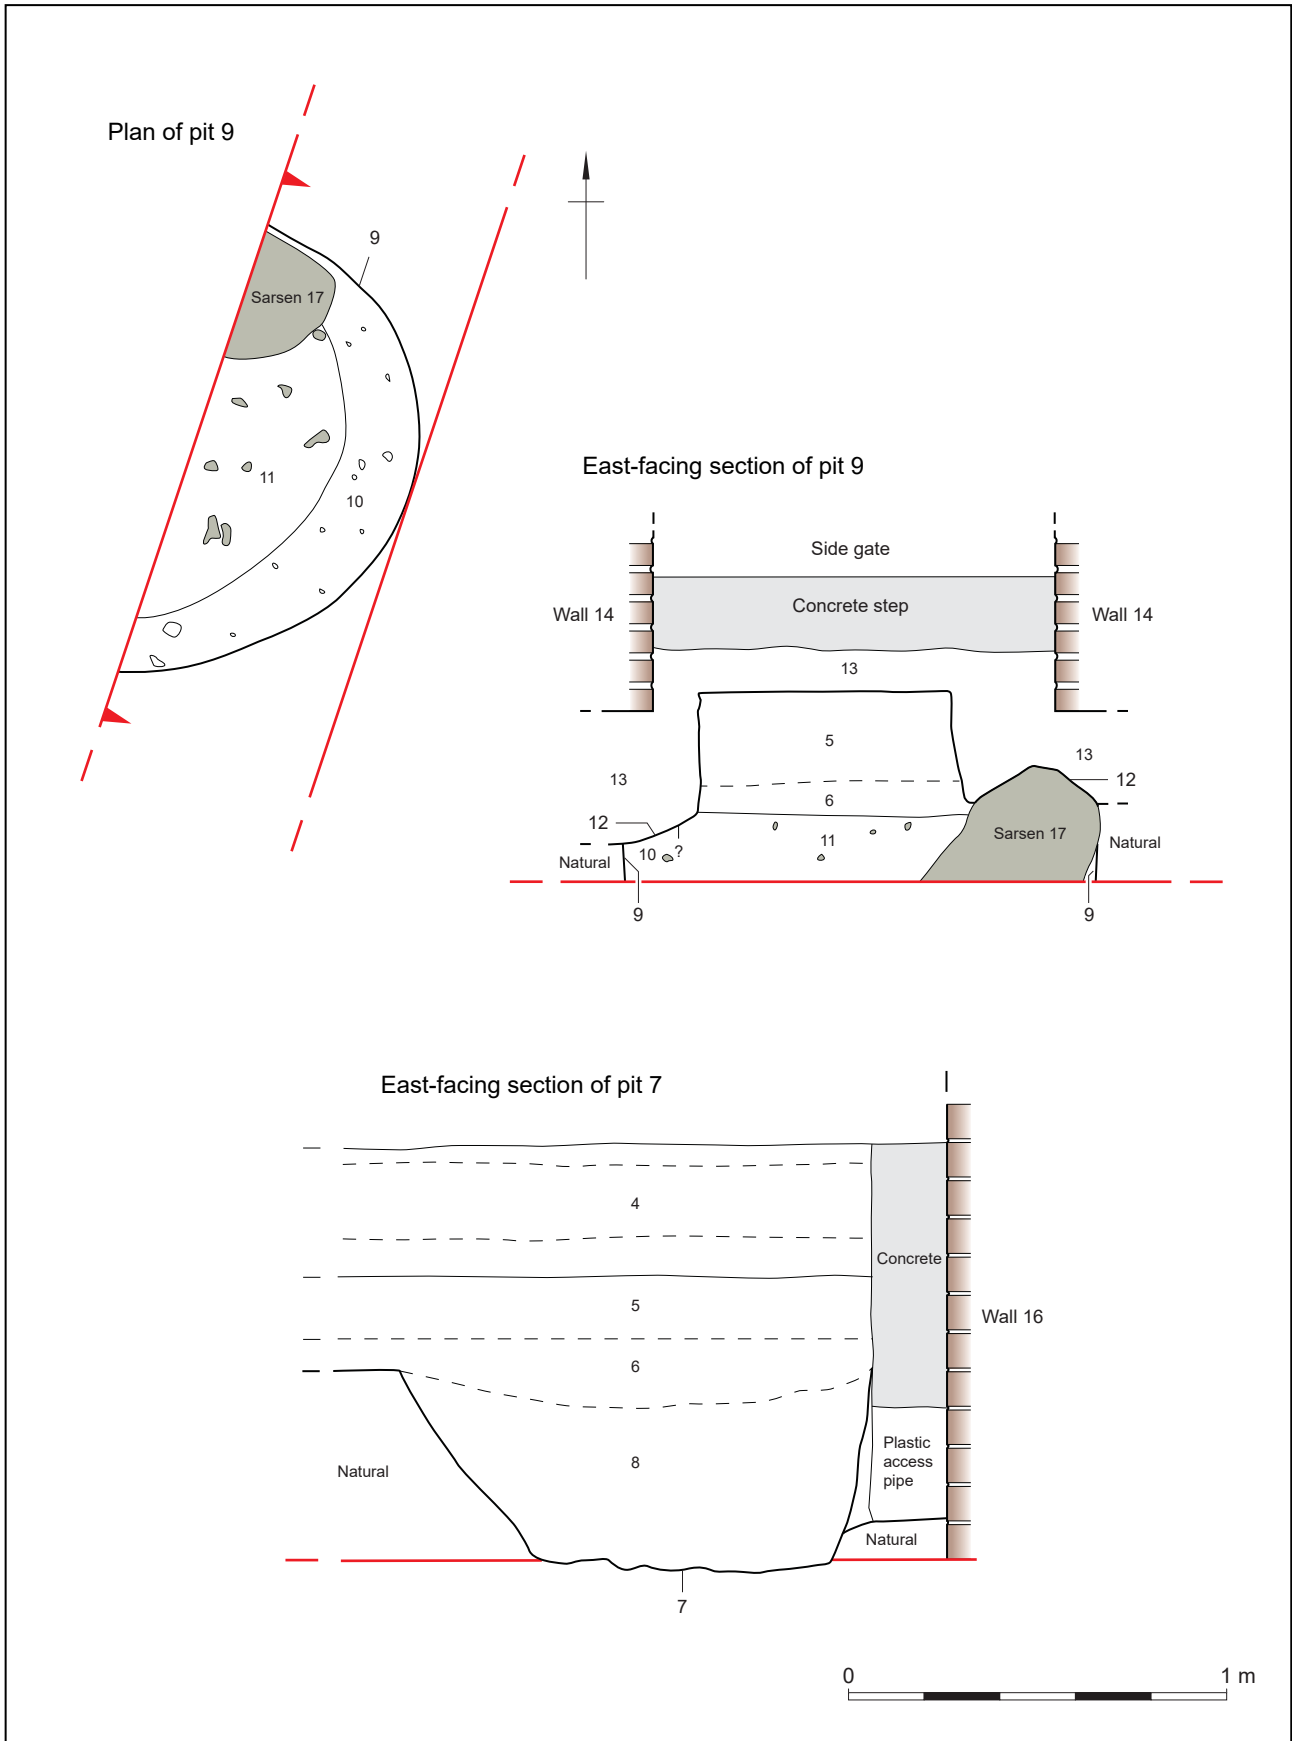 Plan of pit 9
9
Sarsen 17
11
10
East-facing section of pit 9
Side gate
Concrete step
Wall 14
Wall 14
13
5
13
13
12
6
12
Sarsen 17
11
10
?
Natural
Natural
9
9
East-facing section of pit 7
4
Concrete
5
Wall 16
6
Plastic
access
pipe
8
Natural
Natural
7
0
1 m